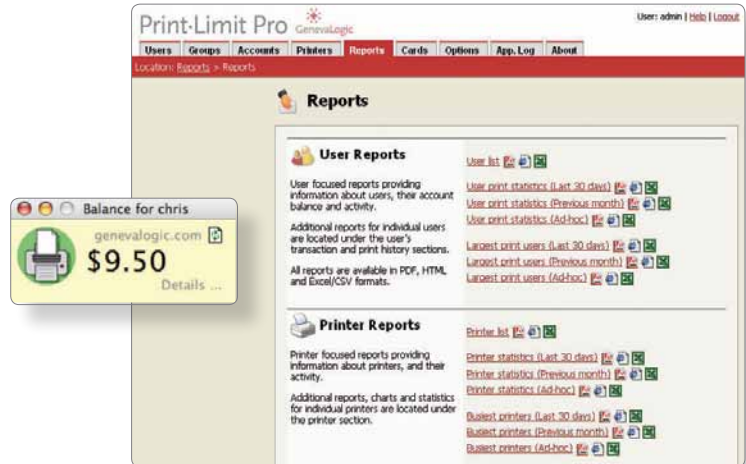 Print·Limit Pro GenevaLogic
User: admin | Help | Logout
Users Groups Accounts Printers Reports Cards Options App. Log About
Location: Reports > Reports
Reports
User Reports
User focused reports providing
information about users, their account
balance and activity.
Additional reports for individual users
are located under the user's
transaction and print history sections.
All reports are available in PDF, HTML
and Excel/CSV formats.
User list
User print statistics (Last 30 days)
User print statistics (Previous month)
User print statistics (Ad-hoc)
Largest print users (Last 30 days)
Largest print users (Previous month)
Largest print users (Ad-hoc)
Balance for chris
genevalogic.com
$9.50
Details ...
Printer Reports
Printer focused reports providing
information about printers, and their
activity.
Additional reports, charts and statistics
for individual printers are located under
the printer section.
Printer list
Printer statistics (Last 30 days)
Printer statistics (Previous month)
Printer statistics (Ad-hoc)
Busiest printers (Last 30 days)
Busiest printers (Previous month)
Busiest printers (Ad-hoc)